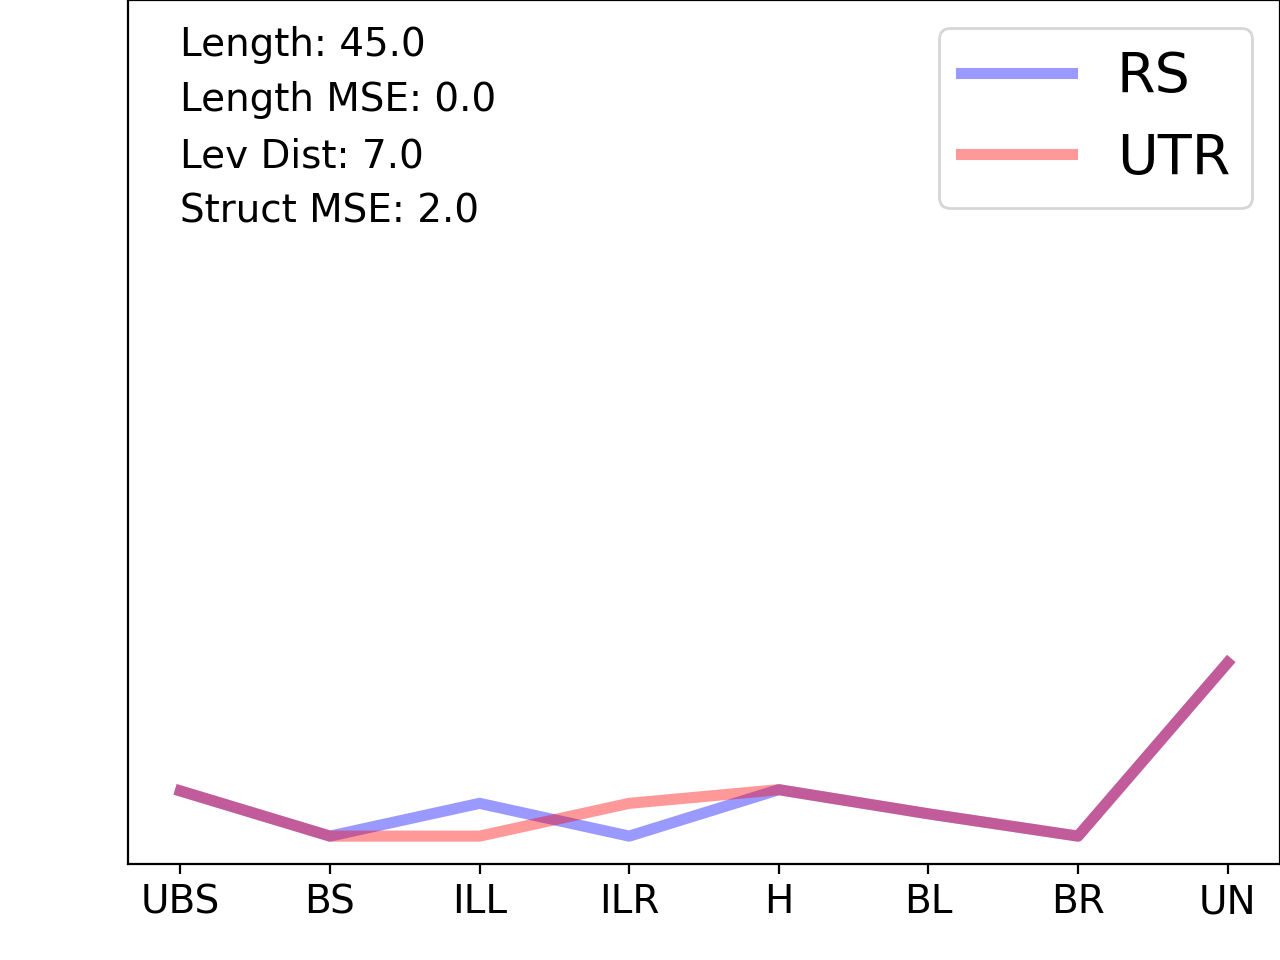 Length: 45.0
Length MSE: 0.0
Lev Dist: 7.0
Struct MSE: 2.0
RS
UTR
UBS BS ILL ILR H BL BR UN